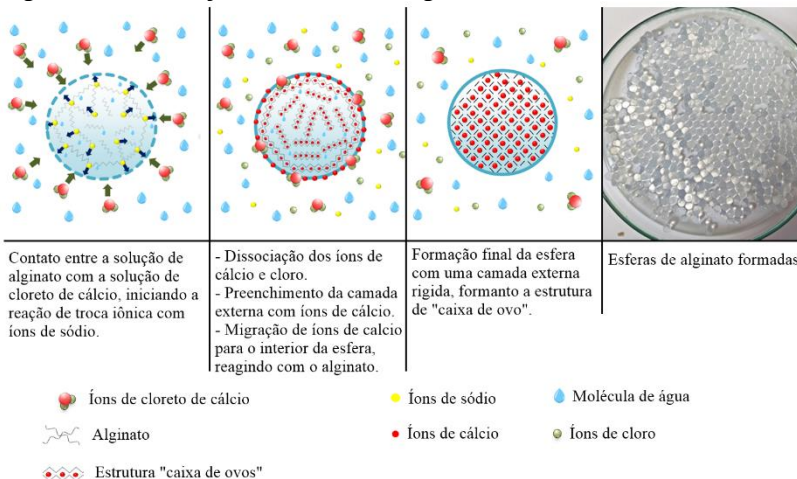 Contato entre a solução de
alginato com a solução de
cloreto de cálcio, iniciando a
reação de troca iônica com
íons de sódio.
- Dissociação dos íons de
cálcio e cloro.
- Preenchimento da camada
externa com íons de cálcio.
- Migração de íons de calcio
para o interior da esfera,
reagindo com o alginato.
Formação final da esfera
com uma camada externa
rigida, formanto a estrutura
de "caixa de ovo".
Esferas de alginato formadas
Íons de cloreto de cálcio
Íons de sódio
Molécula de água
Alginato
Íons de cálcio
Íons de cloro
Estrutura "caixa de ovos"